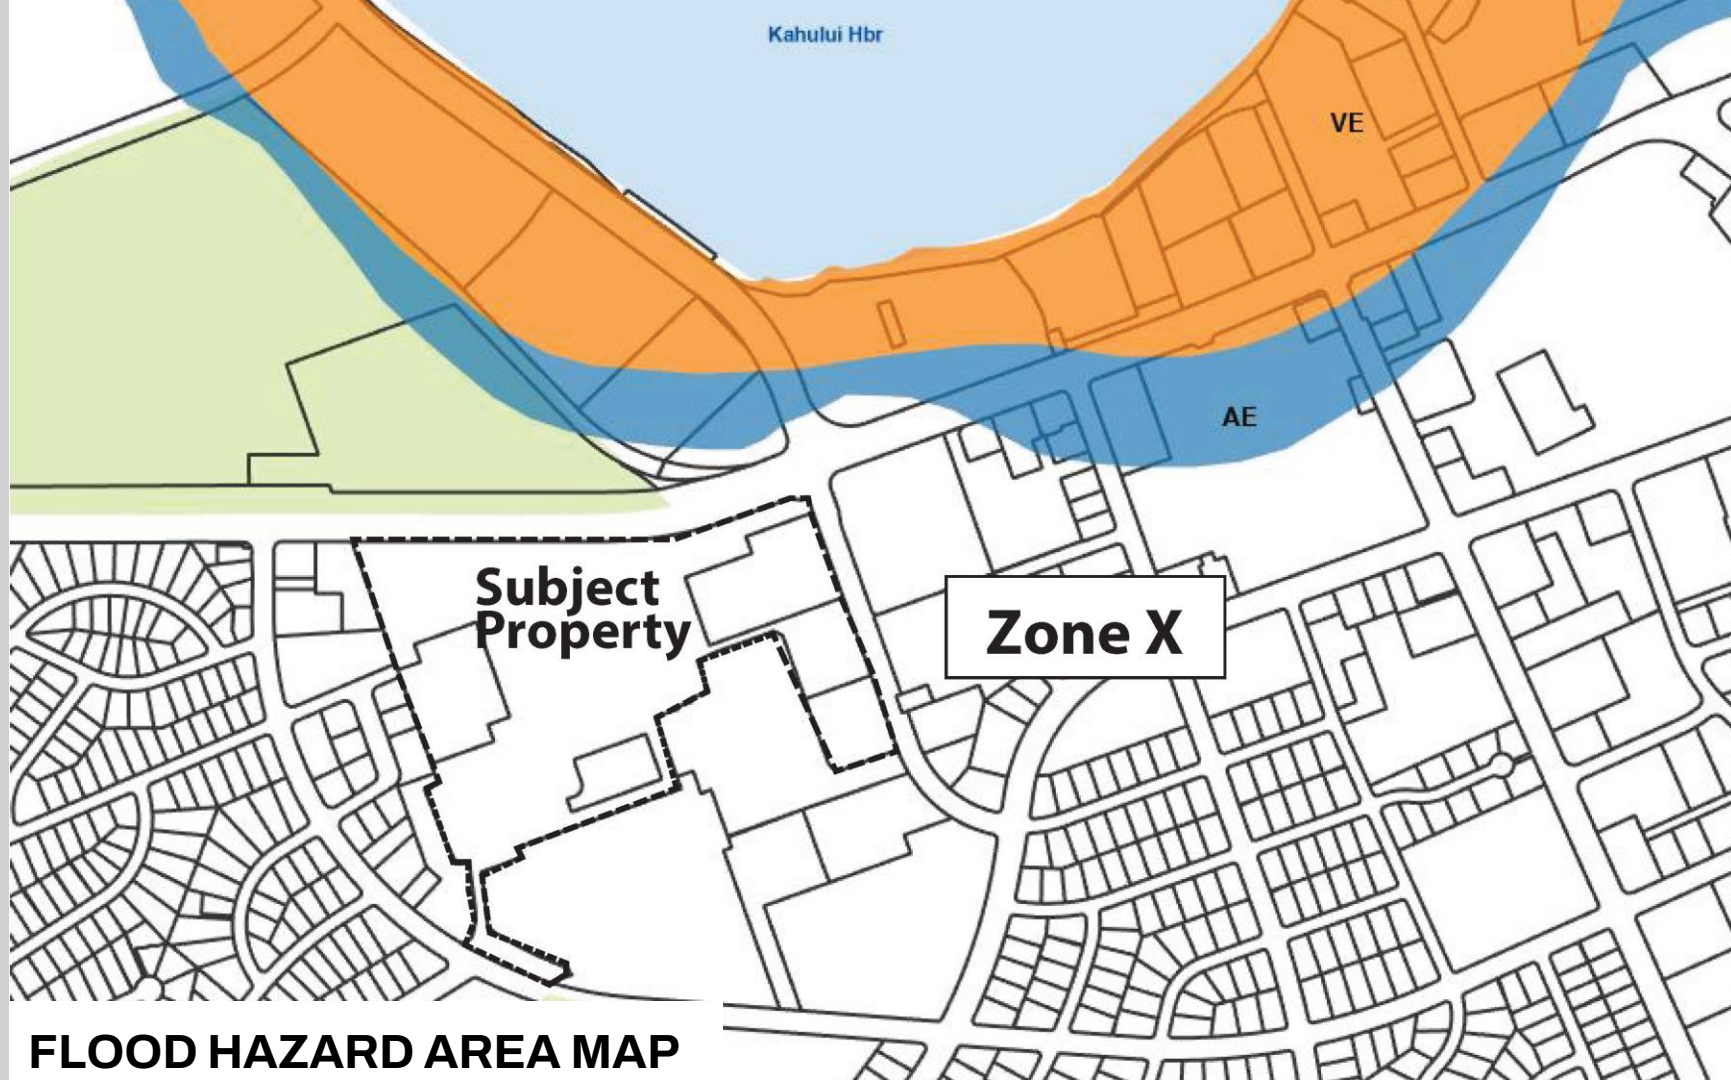 Kahului Hbr
VE
AE
Subject
Property
Zone X
FLOOD HAZARD AREA MAP